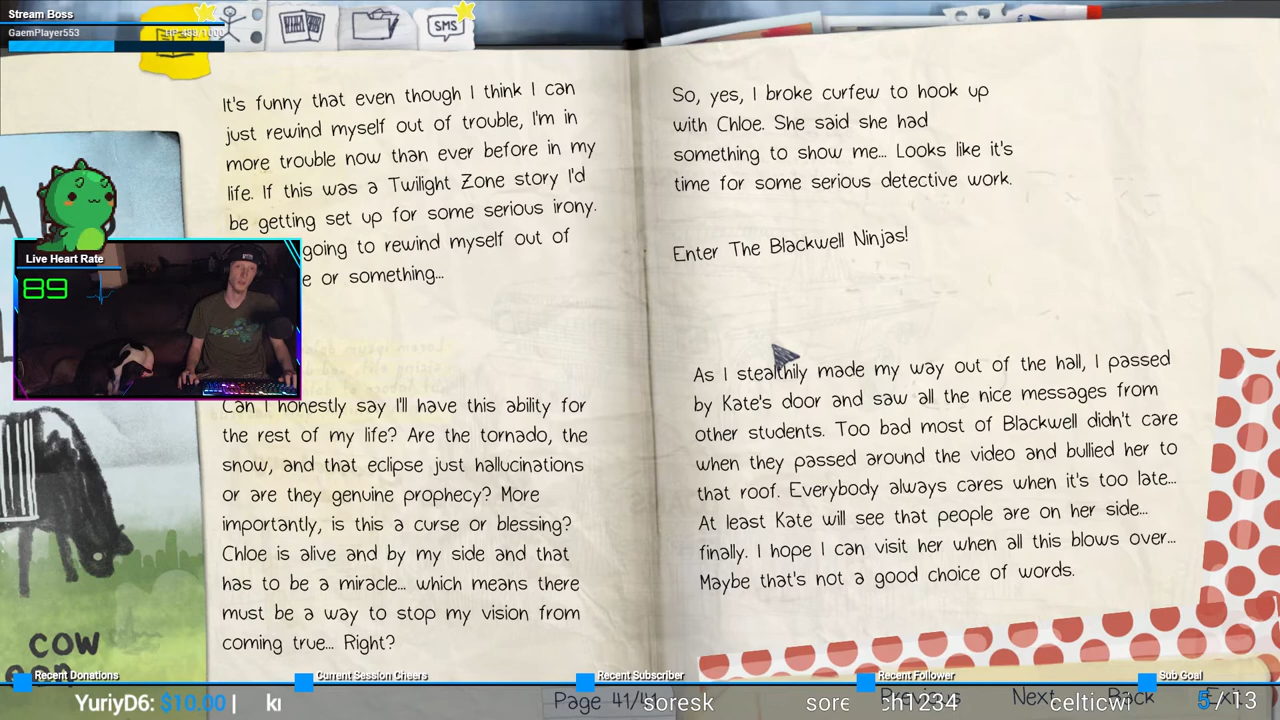 Stream Boss
GaemPlayer553
HP 499/1000
SMS
It's funny that even though I think I can
just rewind myself out of trouble, I'm in
more trouble now than ever before in my
life. If this was a Twilight Zone story I'd
be getting set up for some serious irony.
going to rewind myself out of
e or something...
Live Heart Rate
89
Can I honestly say I'll have this ability for
the rest of my life? Are the tornado, the
snow, and that eclipse just hallucinations
or are they genuine prophecy? More
importantly, is this a curse or blessing?
Chloe is alive and by my side and that
has to be a miracle... which means there
must be a way to stop my vision from
coming true... Right?
COW
So, yes, I broke curfew to hook up
with Chloe. She said she had
something to show me... Looks like it's
time for some serious detective work.
Enter The Blackwell Ninjas!
As I stealthily made my way out of the hall, I passed
by Kate's door and saw all the nice messages from
other students. Too bad most of Blackwell didn't care
when they passed around the video and bullied her to
that roof. Everybody always cares when it's too late...
At least Kate will see that people are on her side...
finally. I hope I can visit her when all this blows over...
Maybe that's not a good choice of words.
Recent Donations
Current Session Cheers
Recent Subscriber
Recent Follower
Sub Goal
YuriyD6: $10.00 |
Page 41/41
soresk
sore
ch1234
celticwi
5 / 13
Previous
Next
Back
Exit